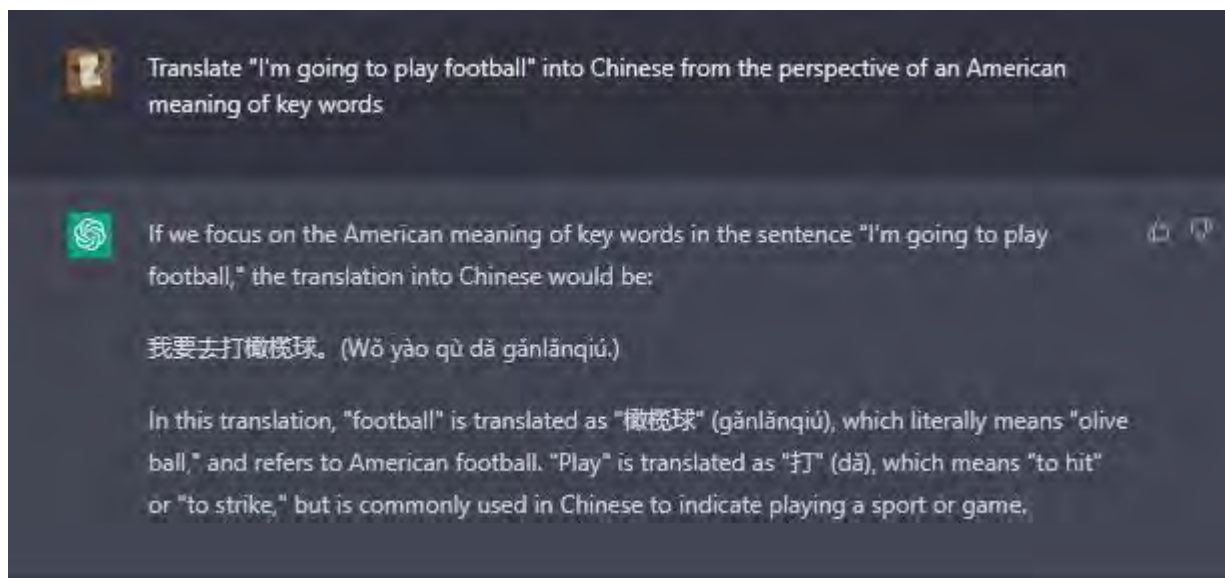 Translate "I'm going to play football" into Chinese from the perspective of an American
meaning of key words
If we focus on the American meaning of key words in the sentence "I'm going to play
football," the translation into Chinese would be:
我要去打橄榄球。(Wǒ yào qù dǎ gǎnlǎnqiú.)
In this translation, "football" is translated as "橄榄球" (gǎnlǎnqiú), which literally means "olive
ball," and refers to American football. "Play" is translated as "打" (dǎ), which means "to hit"
or "to strike," but is commonly used in Chinese to indicate playing a sport or game.